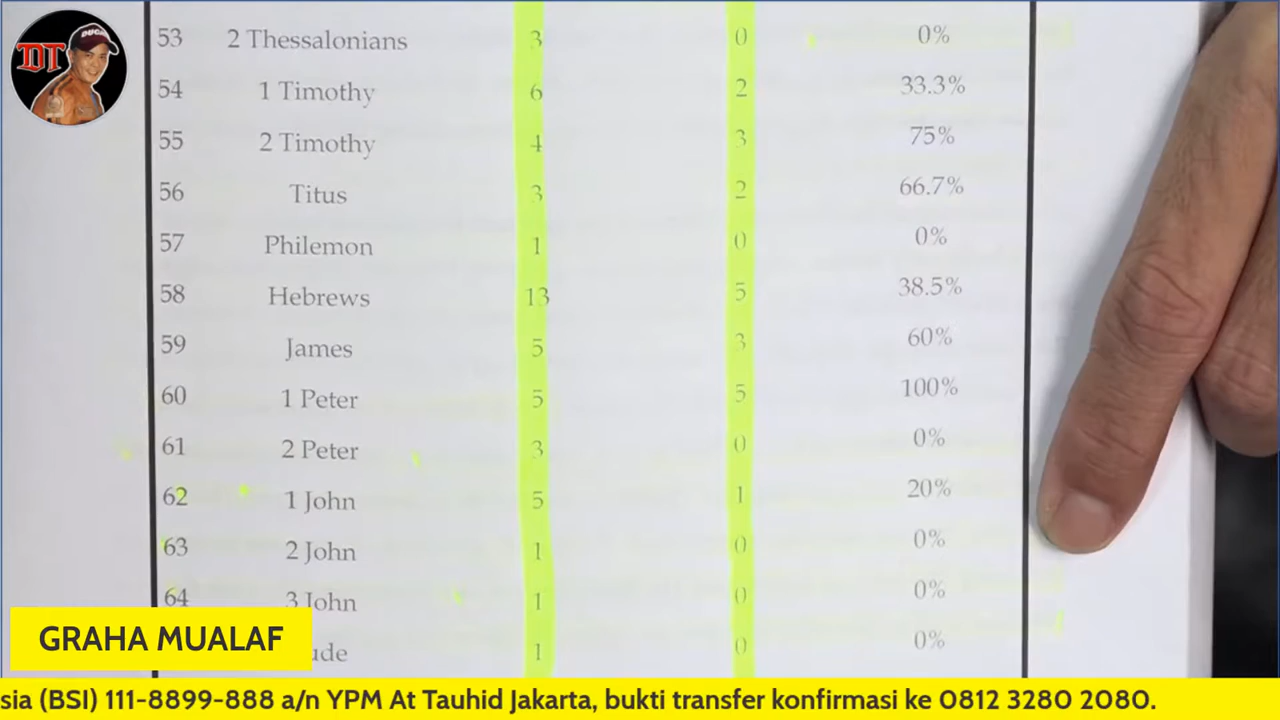 DT
DUCA
53 2 Thessalonians 3 0 0%
54 1 Timothy 6 2 33.3%
55 2 Timothy 4 3 75%
56 Titus 3 2 66.7%
57 Philemon 1 0 0%
58 Hebrews 13 5 38.5%
59 James 5 3 60%
60 1 Peter 5 5 100%
61 2 Peter 3 0 0%
62 1 John 5 1 20%
63 2 John 1 0 0%
64 3 John 1 0 0%
ude 1 0 0%
GRAHA MUALAF
sia (BSI) 111-8899-888 a/n YPM At Tauhid Jakarta, bukti transfer konfirmasi ke 0812 3280 2080.